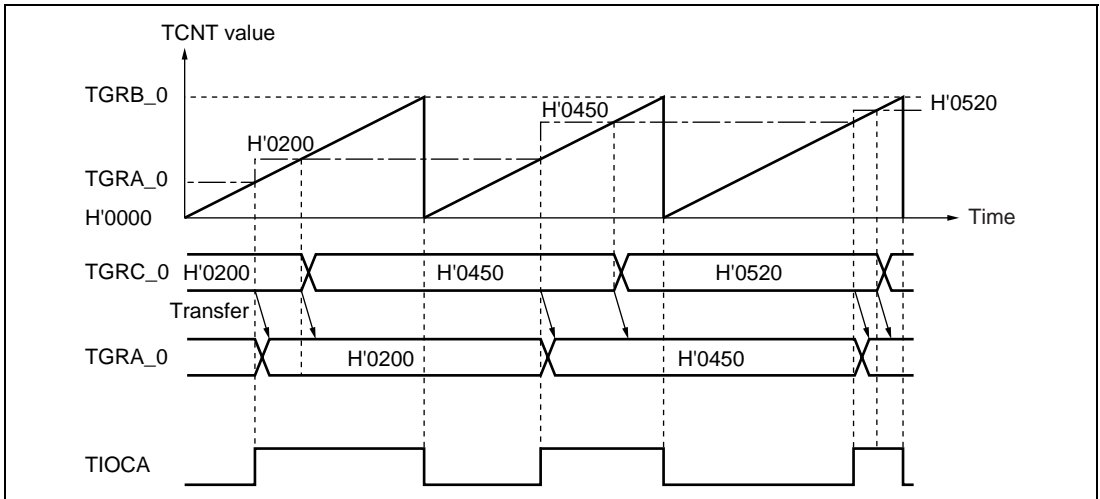 TCNT value
TGRB_0
H'0450
H'0520
H'0200
TGRA_0
H'0000
Time
TGRC_0
H'0200
H'0450
H'0520
Transfer
TGRA_0
H'0200
H'0450
TIOCA